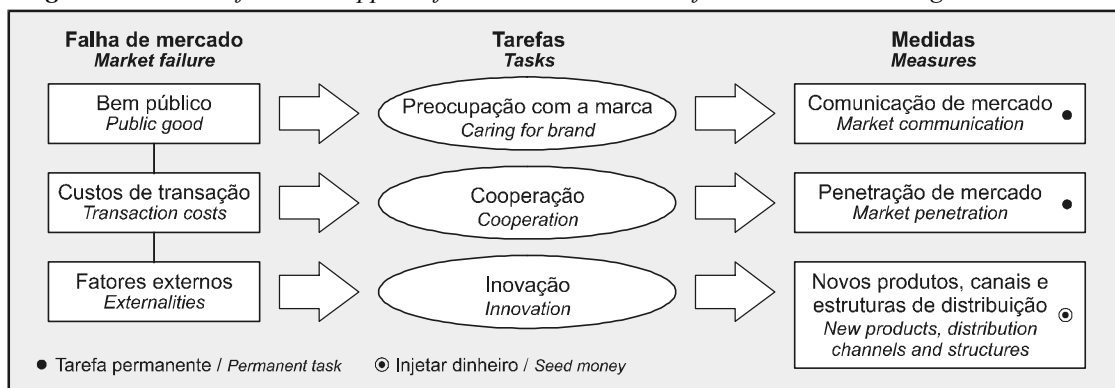 Falha de mercado
Market failure
Tarefas
Tasks
Medidas
Measures
Bem público
Public good
Preocupação com a marca
Caring for brand
Comunicação de mercado
Market communication
Custos de transação
Transaction costs
Cooperação
Cooperation
Penetração de mercado
Market penetration
Fatores externos
Externalities
Inovação
Innovation
Novos produtos, canais e
estruturas de distribuição
New products, distribution
channels and structures
Tarefa permanente / Permanent task
Injetar dinheiro / Seed money